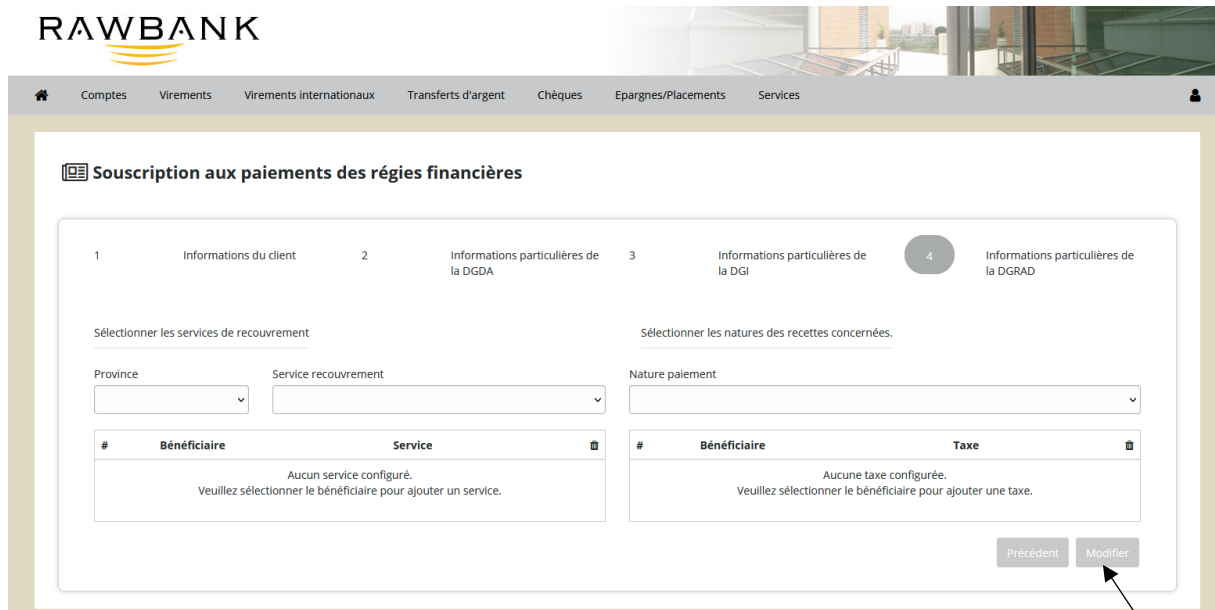 RAWBANK
Comptes Virements Virements internationaux Transferts d'argent Chèques Epargnes/Placements Services
Souscription aux paiements des régies financières
1 Informations du client 2 Informations particulières de la DGDA 3 Informations particulières de la DGI 4 Informations particulières de la DGRAD
Sélectionner les services de recouvrement
Sélectionner les natures des recettes concernées.
Province Service recouvrement Nature paiement
# Bénéficiaire Service
Aucun service configuré.
Veuillez sélectionner le bénéficiaire pour ajouter un service.
# Bénéficiaire Taxe
Aucune taxe configurée.
Veuillez sélectionner le bénéficiaire pour ajouter une taxe.
Précédent Modifier